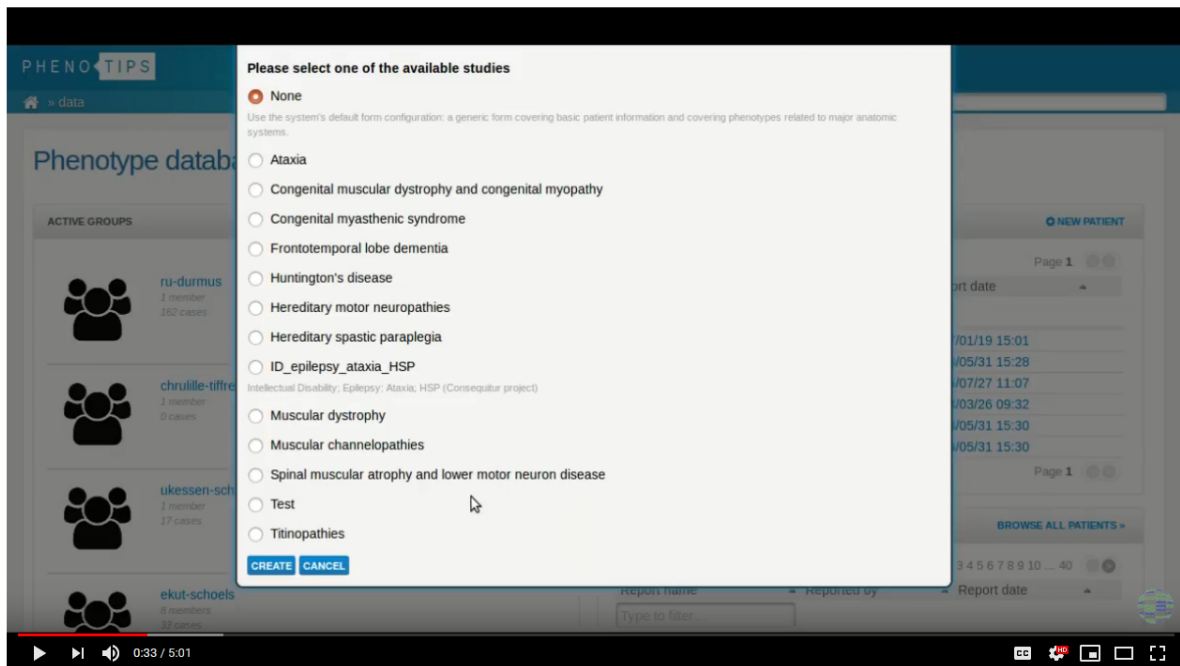 PHENOTIPS
» data
Phenotype datab
ACTIVE GROUPS
ru-durmus
1 member
162 cases
chrulille-tiffre
1 member
0 cases
ukessen-sch
1 member
17 cases
ekut-schoels
8 members
33 cases
Please select one of the available studies
None
Use the system's default form configuration: a generic form covering basic patient information and covering phenotypes related to major anatomic
systems.
Ataxia
Congenital muscular dystrophy and congenital myopathy
Congenital myasthenic syndrome
Frontotemporal lobe dementia
Huntington's disease
Hereditary motor neuropathies
Hereditary spastic paraplegia
ID_epilepsy_ataxia_HSP
Intellectual Disability; Epilepsy; Ataxia; HSP (Consequitur project)
Muscular dystrophy
Muscular channelopathies
Spinal muscular atrophy and lower motor neuron disease
Test
Titinopathies
CREATE CANCEL
NEW PATIENT
Page 1
ort date
/01/19 15:01
/05/31 15:28
/07/27 11:07
/03/26 09:32
/05/31 15:30
/05/31 15:30
Page 1
BROWSE ALL PATIENTS »
3 4 5 6 7 8 9 10 ... 40
Report name Reported by Report date
Type to filter...
0:33 / 5:01
CC HD